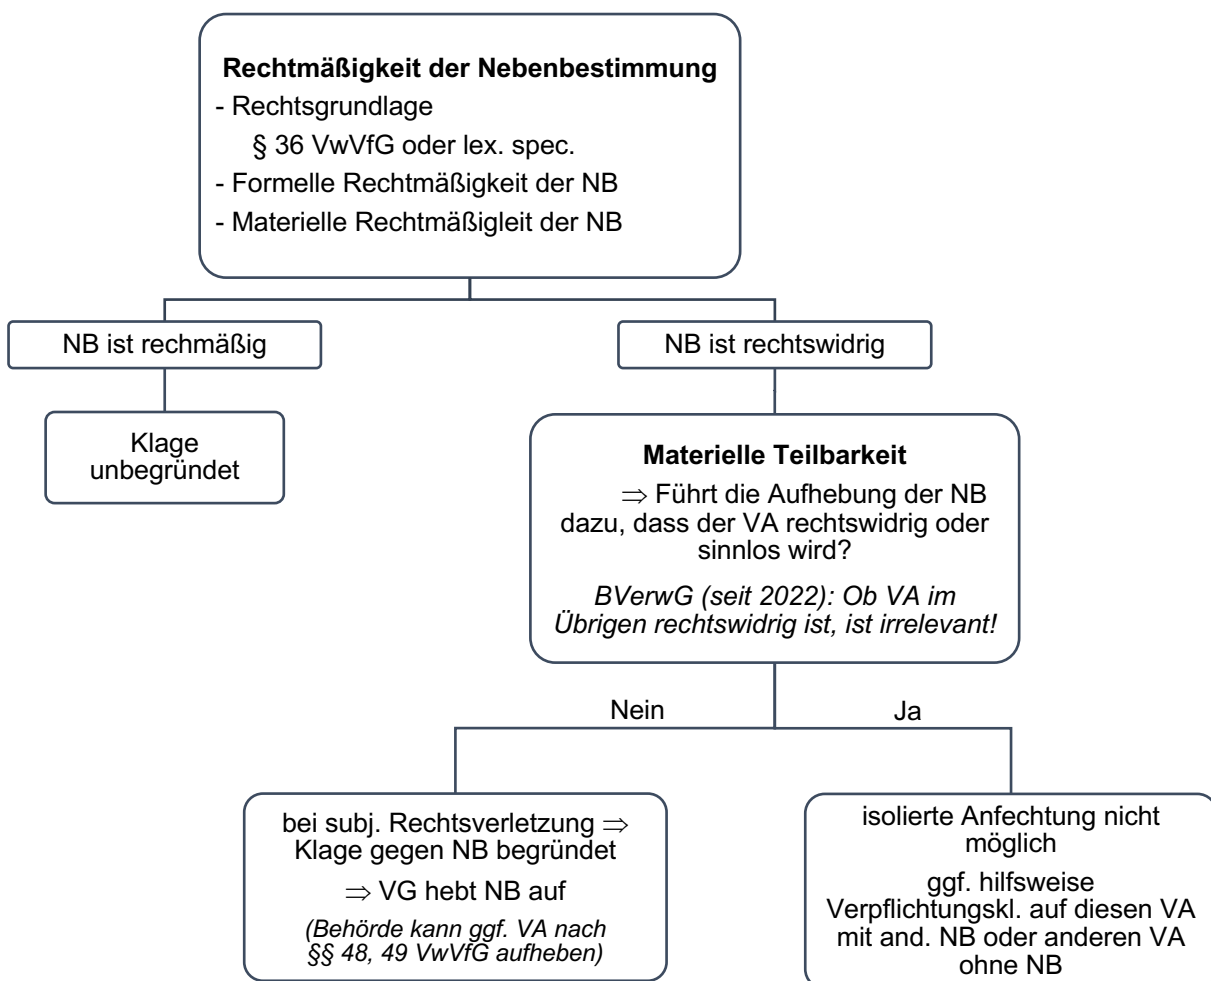 Rechtmäßigkeit der Nebenbestimmung
- Rechtsgrundlage
§ 36 VwVfG oder lex. spec.
- Formelle Rechtmäßigkeit der NB
- Materielle Rechtmäßigleit der NB
NB ist rechmäßig
NB ist rechtswidrig
Klage
unbegründet
Materielle Teilbarkeit
⇒ Führt die Aufhebung der NB
dazu, dass der VA rechtswidrig oder
sinnlos wird?
BVerwG (seit 2022): Ob VA im
Übrigen rechtswidrig ist, ist irrelevant!
Nein
Ja
bei subj. Rechtsverletzung ⇒
Klage gegen NB begründet
⇒ VG hebt NB auf
(Behörde kann ggf. VA nach
§§ 48, 49 VwVfG aufheben)
isolierte Anfechtung nicht
möglich
ggf. hilfsweise
Verpflichtungskl. auf diesen VA
mit and. NB oder anderen VA
ohne NB